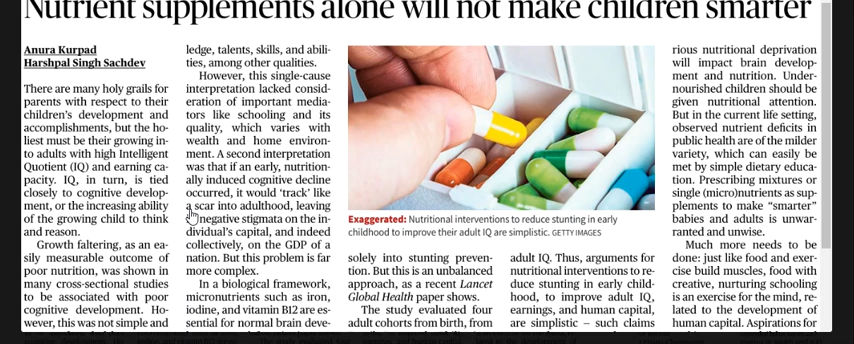 Nutrient supplements alone will not make children smarter
Anura Kurpad
Harshpal Singh Sachdev
There are many holy grails for
parents with respect to their
children's development and
accomplishments, but the ho-
liest must be their growing in-
to adults with high Intelligent
Quotient (IQ) and earning ca-
pacity. IQ, in turn, is tied
closely to cognitive develop-
ment, or the increasing ability
of the growing child to think
and reason.
Growth faltering, as an ea-
sily measurable outcome of
poor nutrition, was shown in
many cross-sectional studies
to be associated with poor
cognitive development. Ho-
wever, this was not simple and
ledge, talents, skills, and abili-
ties, among other qualities.
However, this single-cause
interpretation lacked consid-
eration of important media-
tors like schooling and its
quality, which varies with
wealth and home environ-
ment. A second interpretation
was that if an early, nutrition-
ally induced cognitive decline
occurred, it would 'track' like
a scar into adulthood, leaving
negative stigmata on the in-
dividual's capital, and indeed
collectively, on the GDP of a
nation. But this problem is far
more complex.
In a biological framework,
micronutrients such as iron,
iodine, and vitamin B12 are es-
sential for normal brain deve-
Exaggerated: Nutritional interventions to reduce stunting in early
childhood to improve their adult IQ are simplistic. GETTY IMAGES
solely into stunting preven-
tion. But this is an unbalanced
approach, as a recent Lancet
Global Health paper shows.
The study evaluated four
adult cohorts from birth, from
adult IQ. Thus, arguments for
nutritional interventions to re-
duce stunting in early child-
hood, to improve adult IQ,
earnings, and human capital,
are simplistic – such claims
rious nutritional deprivation
will impact brain develop-
ment and nutrition. Under-
nourished children should be
given nutritional attention.
But in the current life setting,
observed nutrient deficits in
public health are of the milder
variety, which can easily be
met by simple dietary educa-
tion. Prescribing mixtures or
single (micro)nutrients as sup-
plements to make “smarter”
babies and adults is unwar-
ranted and unwise.
Much more needs to be
done: just like food and exer-
cise build muscles, food with
creative, nurturing schooling
is an exercise for the mind, re-
lated to the development of
human capital. Aspirations for